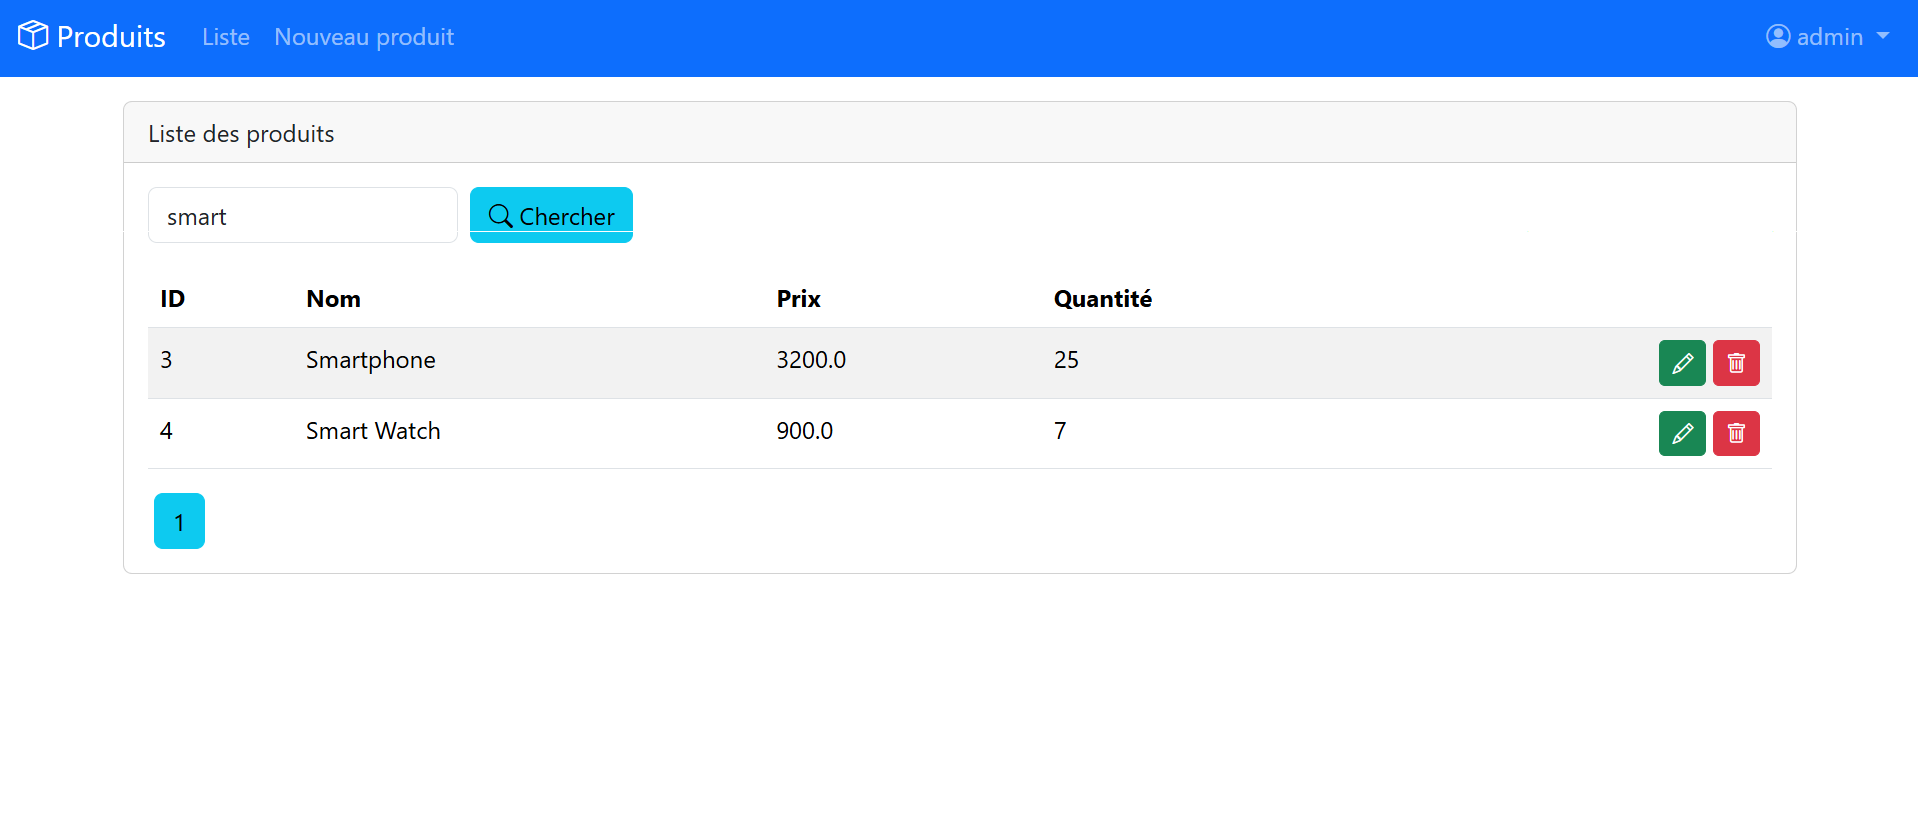 Produits Liste Nouveau produit admin
Liste des produits
smart Chercher
ID Nom Prix Quantité
3 Smartphone 3200.0 25
4 Smart Watch 900.0 7
1